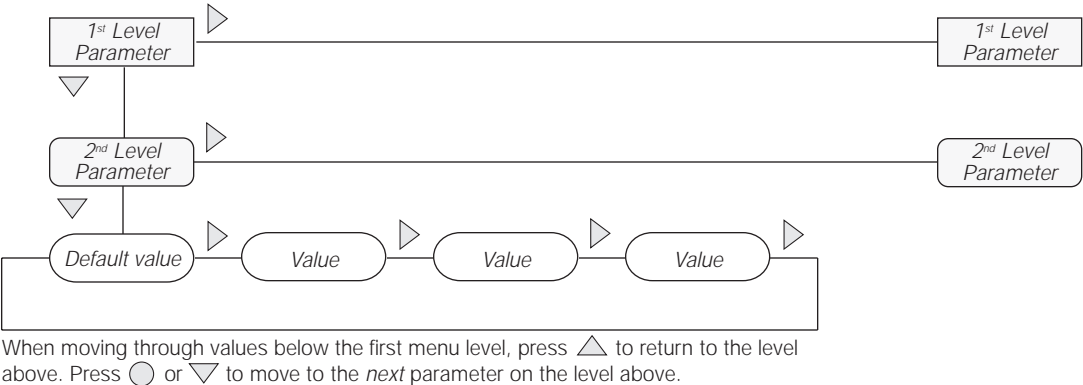 1st Level
Parameter
1st Level
Parameter
2nd Level
Parameter
2nd Level
Parameter
Default value
Value
Value
Value
When moving through values below the first menu level, press △ to return to the level
above. Press ◯ or ▽ to move to the next parameter on the level above.